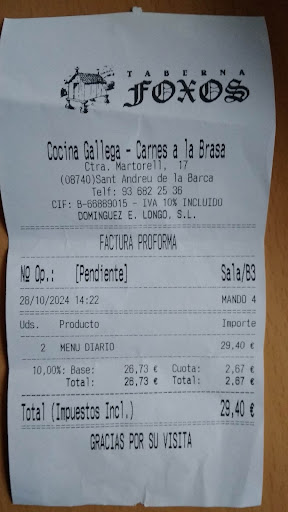 TABERNA
FOXOS
Cocina Gallega - Carnes a la Brasa
Ctra. Martorell, 17
(08740)Sant Andreu de la Barca
Telf: 93 682 25 36
CIF: B-66889015 - IVA 10% INCLUIDO
DOMINGUEZ E. LONGO, S.L.
FACTURA PROFORMA
Nº Op.: [Pendiente] Sala/B3
28/10/2024 14:22 MANDO 4
Uds. Producto Importe
2 MENU DIARIO 29,40 €
10,00%: Base: 26,73 € Cuota: 2,67 €
Total: 26,73 € Total: 2,67 €
Total (Impuestos Incl.) 29,40 €
GRACIAS POR SU VISITA